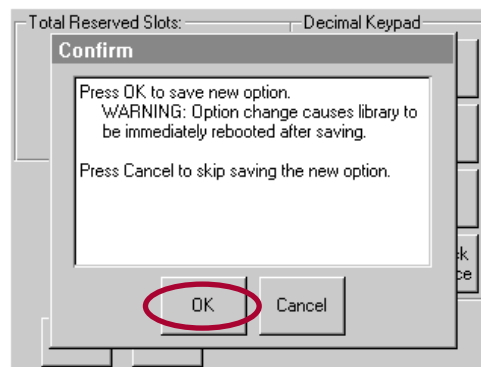 Total Reserved Slots:
Decimal Keypad
Confirm
Press OK to save new option.
WARNING: Option change causes library to
be immediately rebooted after saving.
Press Cancel to skip saving the new option.
OK
Cancel